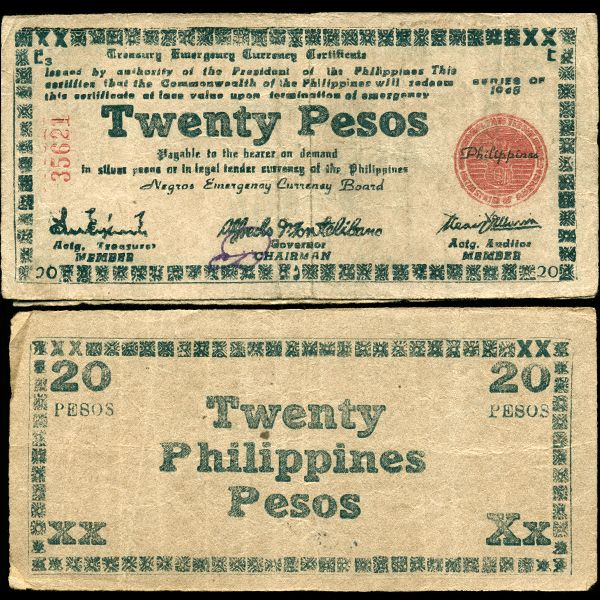 XX XX
E3 E
Treasury Emergency Currency Certificate
Issued by authority of the President of the Philippines This
certifies that the Commonwealth of the Philippines will redeem
this certificate at face value upon termination of emergency
SERIES OF
1945
Twenty Pesos
35621
Payable to the bearer on demand
in silver pesos or in legal tender currency of the Philippines
Negros Emergency Currency Board
Philippines
Alfredo Montelibano
Actg. Treasurer
MEMBER
Governor
CHAIRMAN
Actg. Auditor
MEMBER
20 20
XX XX
20 20
PESOS PESOS
Twenty
Philippines
Pesos
Xx Xx